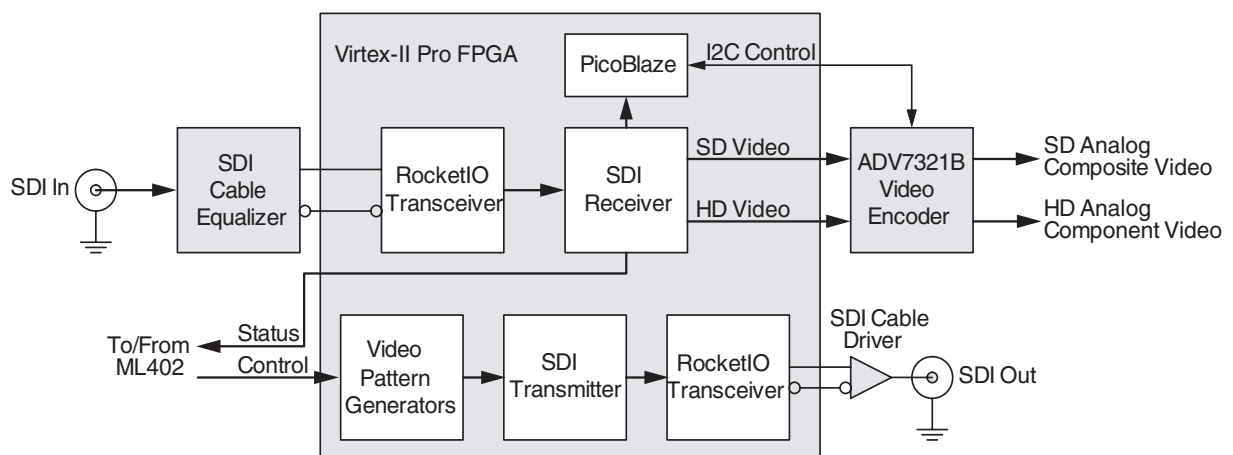 Virtex-II Pro FPGA
PicoBlaze
I2C Control
SDI In
SDI
Cable
Equalizer
RocketIO
Transceiver
SDI
Receiver
SD Video
HD Video
ADV7321B
Video
Encoder
SD Analog
Composite Video
HD Analog
Component Video
To/From
ML402
Status
Control
Video
Pattern
Generators
SDI
Transmitter
RocketIO
Transceiver
SDI Cable
Driver
SDI Out